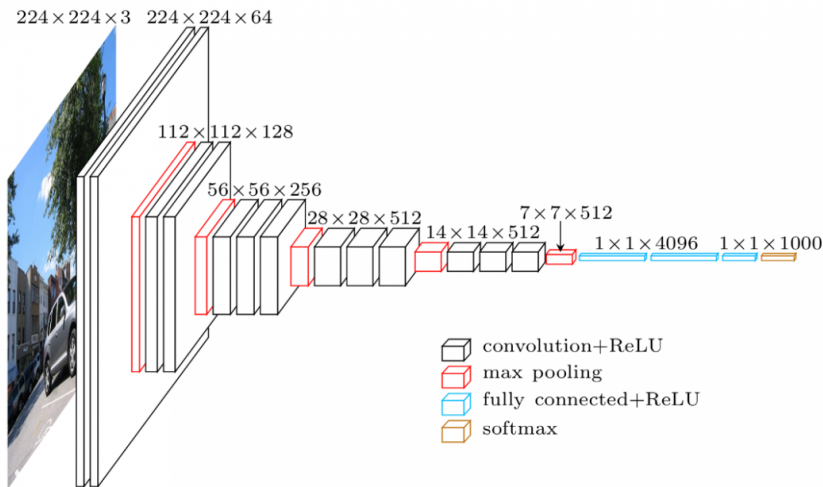 224×224×3
224×224×64
112×112×128
56×56×256
28×28×512
14×14×512
7×7×512
1×1×4096
1×1×1000
convolution+ReLU
max pooling
fully connected+ReLU
softmax